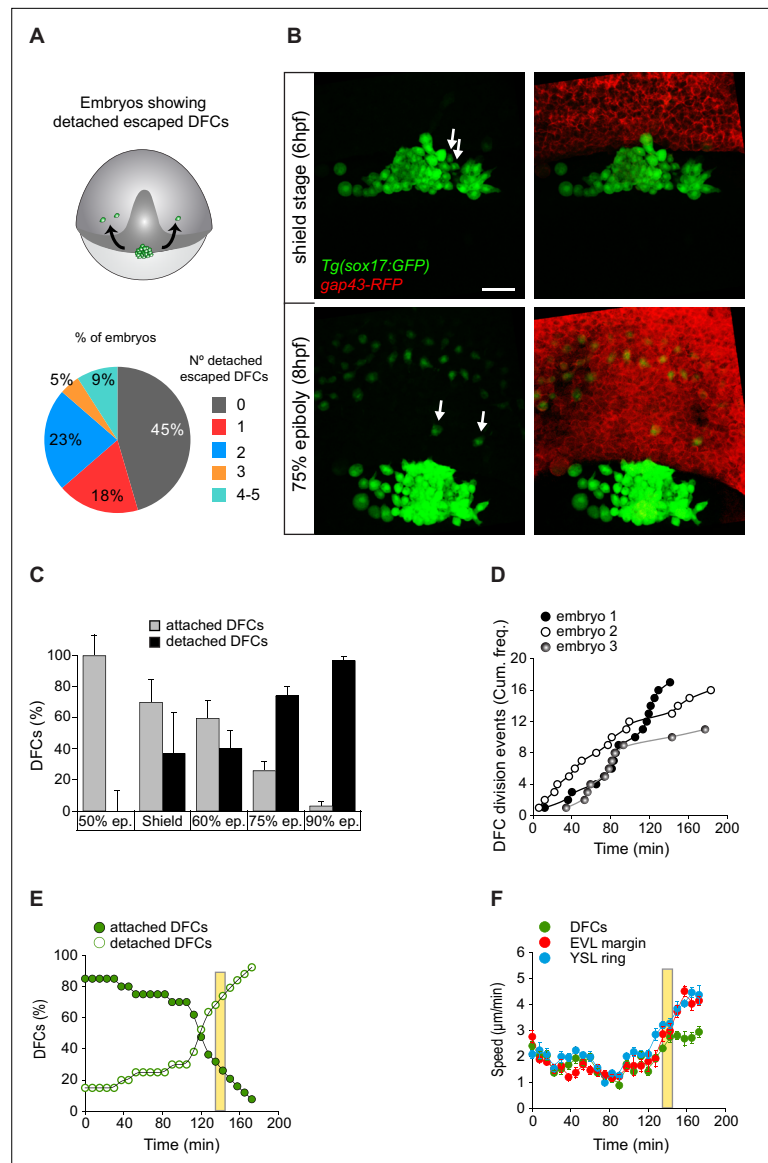 A
Embryos showing
detached escaped DFCs
% of embryos
Nº detached
escaped DFCs
0
1
2
3
4-5
45%
18%
23%
5%
9%
B
shield stage (6hpf)
Tg(sox17:GFP)
gap43-RFP
75% epiboly (8hpf)
C
attached DFCs
detached DFCs
DFCs (%)
100
80
60
40
20
0
50% ep.
Shield
60% ep.
75% ep.
90% ep.
D
embryo 1
embryo 2
embryo 3
DFC division events (Cum. freq.)
20
16
12
8
4
0
0
40
80
120
160
200
Time (min)
E
attached DFCs
detached DFCs
DFCs (%)
100
80
60
40
20
0
0
40
80
120
160
200
Time (min)
F
DFCs
EVL margin
YSL ring
Speed (µm/min)
6
5
4
3
2
1
0
0
40
80
120
160
200
Time (min)